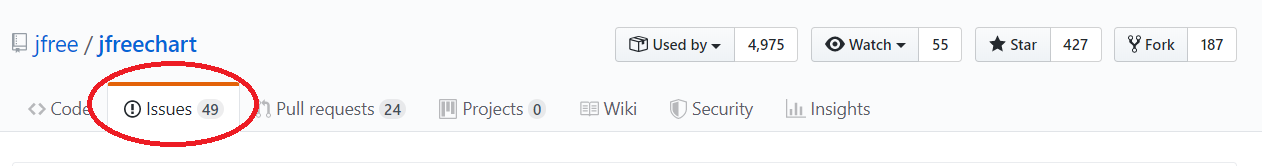 jfree / jfreechart Used by 4,975 Watch 55 Star 427 Fork 187
Code Issues 49 Pull requests 24 Projects 0 Wiki Security Insights